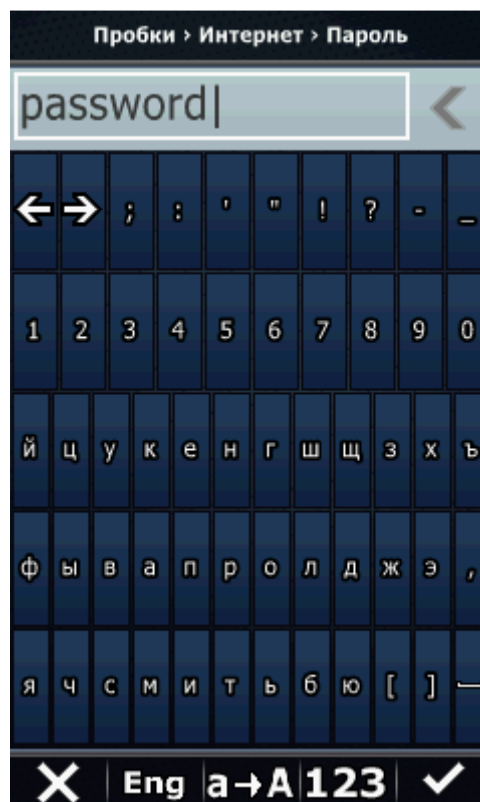 Пробки › Интернет › Пароль
password
; : ' " ! ? - _
1 2 3 4 5 6 7 8 9 0
й ц у к е н г ш щ з х ъ
ф ы в а п р о л д ж э ,
я ч с м и т ь б ю [ ]
Eng a→A 123